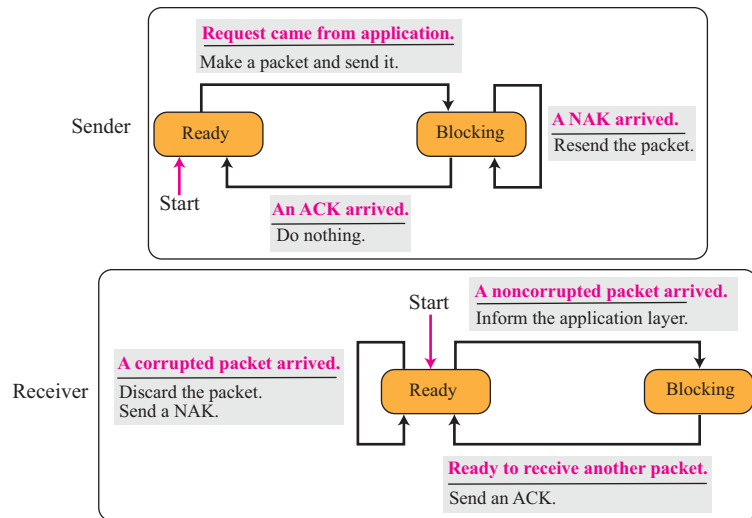 Request came from application.
Make a packet and send it.
Sender
Ready
Blocking
A NAK arrived.
Resend the packet.
Start
An ACK arrived.
Do nothing.
Start
A noncorrupted packet arrived.
Inform the application layer.
A corrupted packet arrived.
Discard the packet.
Send a NAK.
Receiver
Ready
Blocking
Ready to receive another packet.
Send an ACK.